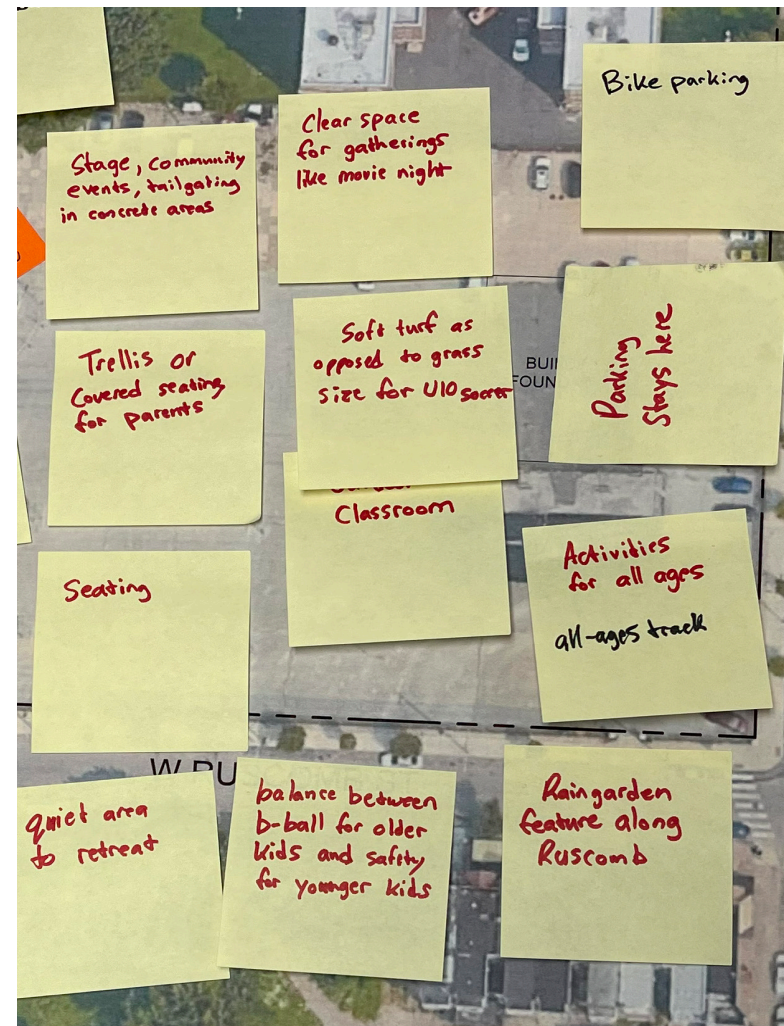 Bike parking
Stage, community
events, tailgating
in concrete areas
Clear space
for gatherings
like movie night
Parking
Stays here
Trellis or
Covered seating
for parents
Soft turf as
opposed to grass
size for U10 soccer
BUI
FOUN
Classroom
Seating
Activities
for all ages
all-ages track
W RU
quiet area
to retreat
balance between
b-ball for older
kids and safety
for younger kids
Raingarden
feature along
Ruscomb